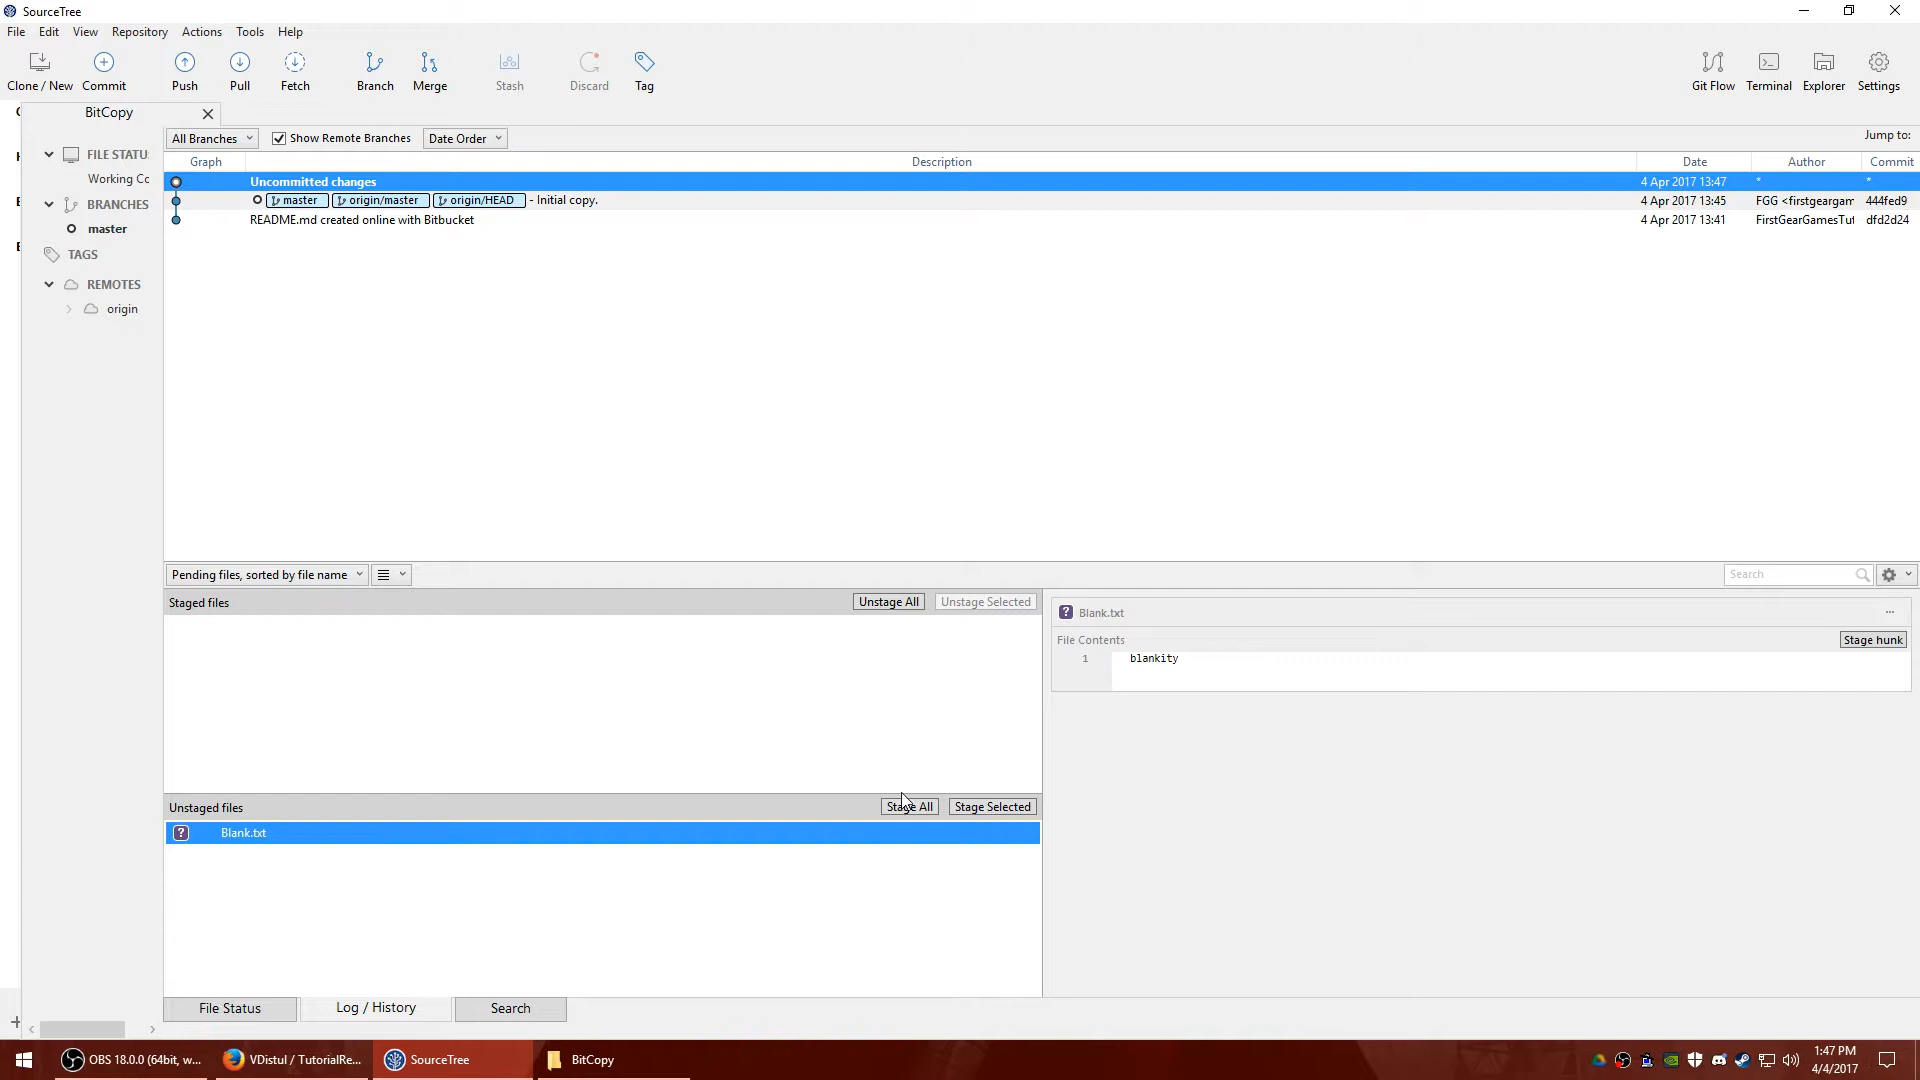 SourceTree
File Edit View Repository Actions Tools Help
Clone / New Commit Push Pull Fetch Branch Merge Stash Discard Tag Git Flow Terminal Explorer Settings
BitCopy
All Branches Show Remote Branches Date Order Jump to:
Graph Description Date Author Commit
Uncommitted changes 4 Apr 2017 13:47 * *
master origin/master origin/HEAD - Initial copy. 4 Apr 2017 13:45 FGG <firstgeargam 444fed9
README.md created online with Bitbucket 4 Apr 2017 13:41 FirstGearGamesTut dfd2d24
FILE STATU
Working Co
BRANCHES
master
TAGS
REMOTES
origin
Pending files, sorted by file name Search
Staged files Unstage All Unstage Selected
Blank.txt ...
File Contents Stage hunk
1 blankity
Unstaged files Stage All Stage Selected
? Blank.txt
File Status Log / History Search
OBS 18.0.0 (64bit, w... VDistul / TutorialRe... SourceTree BitCopy
1:47 PM
4/4/2017